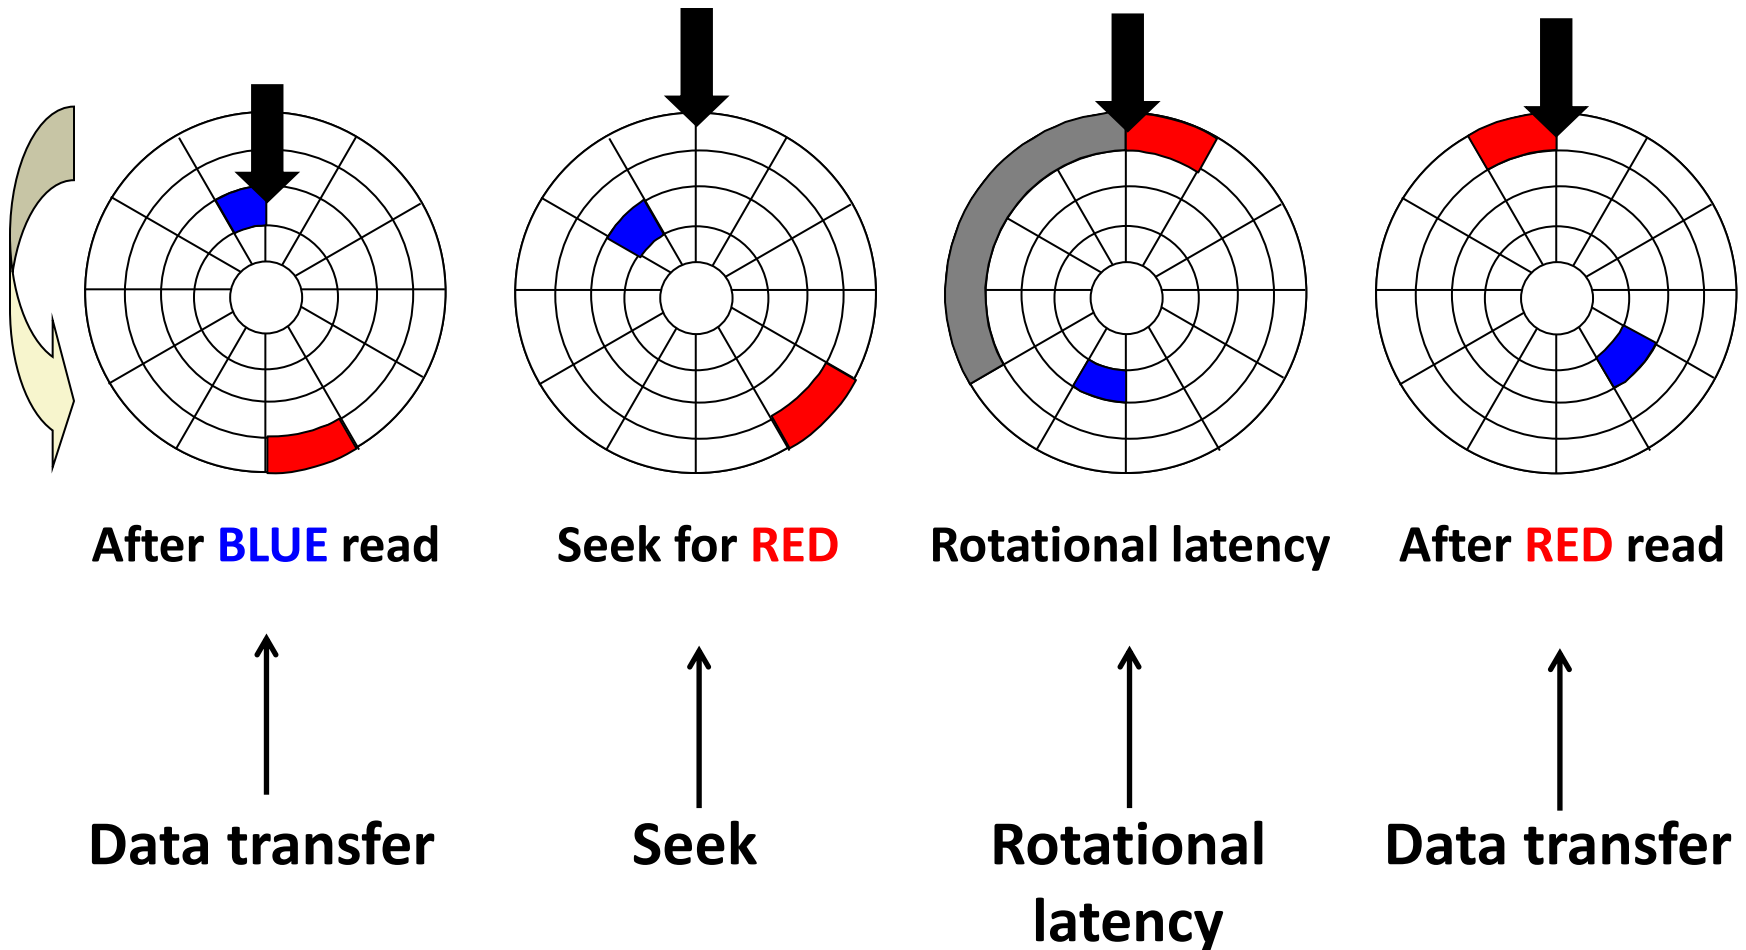 After BLUE read
Seek for RED
Rotational latency
After RED read
Data transfer
Seek
Rotational
latency
Data transfer